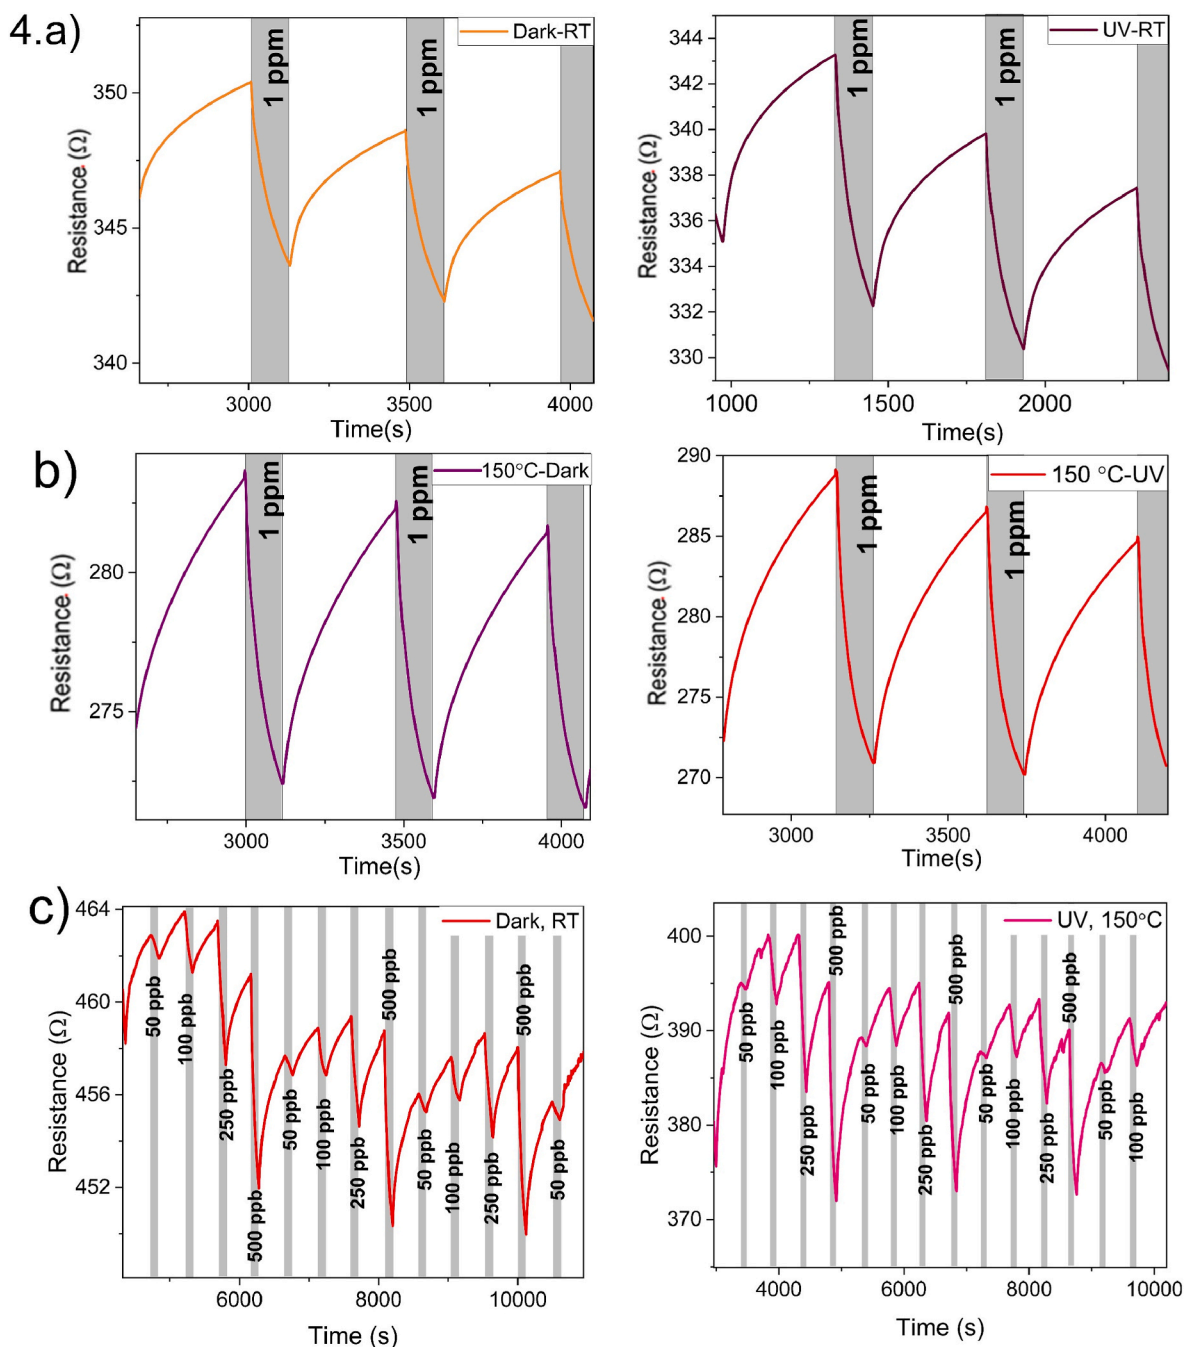 4.a)
Dark-RT
1 ppm
1 ppm
350
345
340
Resistance (Ω)
3000
3500
4000
Time(s)
UV-RT
1 ppm
1 ppm
344
342
340
338
336
334
332
330
Resistance (Ω)
1000
1500
2000
Time(s)
b)
150°C-Dark
1 ppm
1 ppm
280
275
Resistance (Ω)
3000
3500
4000
Time(s)
150 °C-UV
1 ppm
1 ppm
290
285
280
275
270
Resistance (Ω)
3000
3500
4000
Time(s)
c)
Dark, RT
464
460
456
452
Resistance (Ω)
50 ppb
100 ppb
250 ppb
500 ppb
50 ppb
100 ppb
250 ppb
500 ppb
50 ppb
100 ppb
250 ppb
500 ppb
50 ppb
6000
8000
10000
Time (s)
UV, 150°C
400
390
380
370
Resistance (Ω)
50 ppb
100 ppb
250 ppb
500 ppb
50 ppb
100 ppb
250 ppb
500 ppb
50 ppb
100 ppb
250 ppb
500 ppb
50 ppb
100 ppb
4000
6000
8000
10000
Time (s)